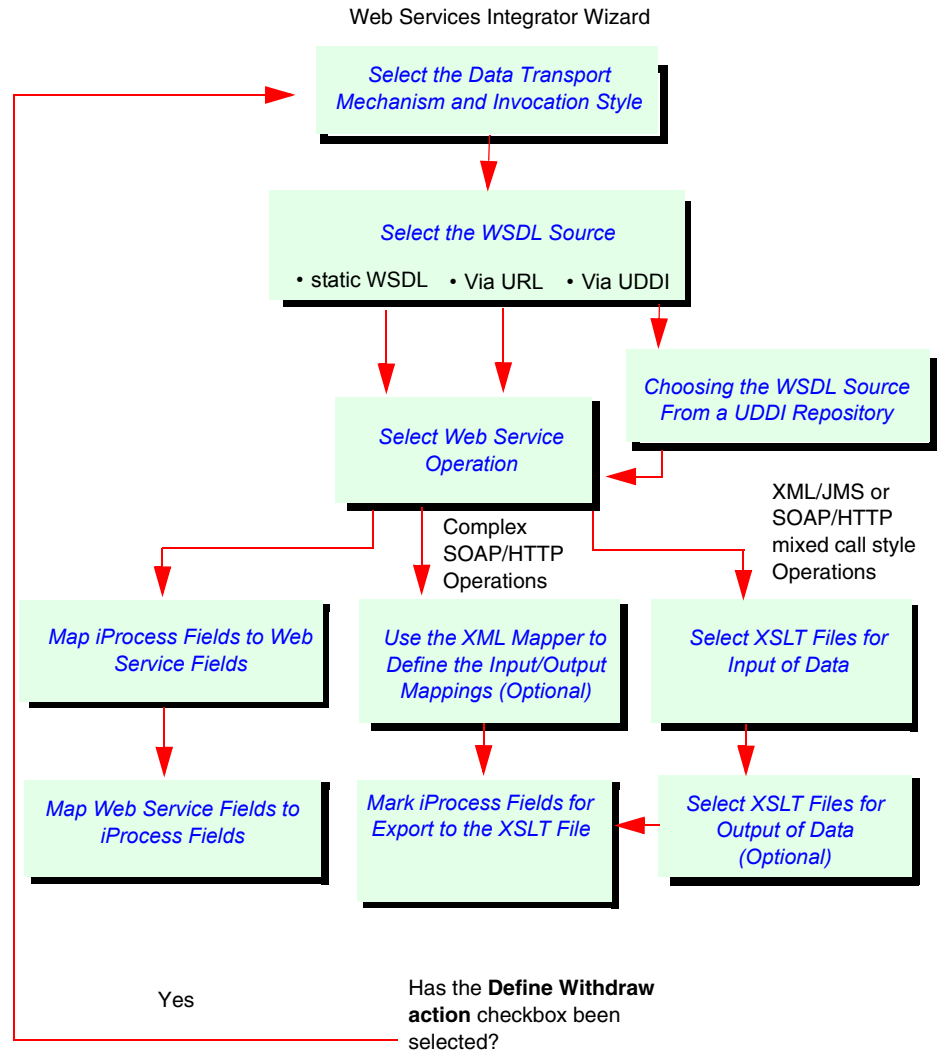 Web Services Integrator Wizard
Select the Data Transport
Mechanism and Invocation Style
Select the WSDL Source
• static WSDL • Via URL • Via UDDI
Choosing the WSDL Source
From a UDDI Repository
Select Web Service
Operation
Complex
SOAP/HTTP
Operations
XML/JMS or
SOAP/HTTP
mixed call style
Operations
Map iProcess Fields to Web
Service Fields
Use the XML Mapper to
Define the Input/Output
Mappings (Optional)
Select XSLT Files for
Input of Data
Map Web Service Fields to
iProcess Fields
Mark iProcess Fields for
Export to the XSLT File
Select XSLT Files for
Output of Data
(Optional)
Yes
Has the Define Withdraw
action checkbox been
selected?